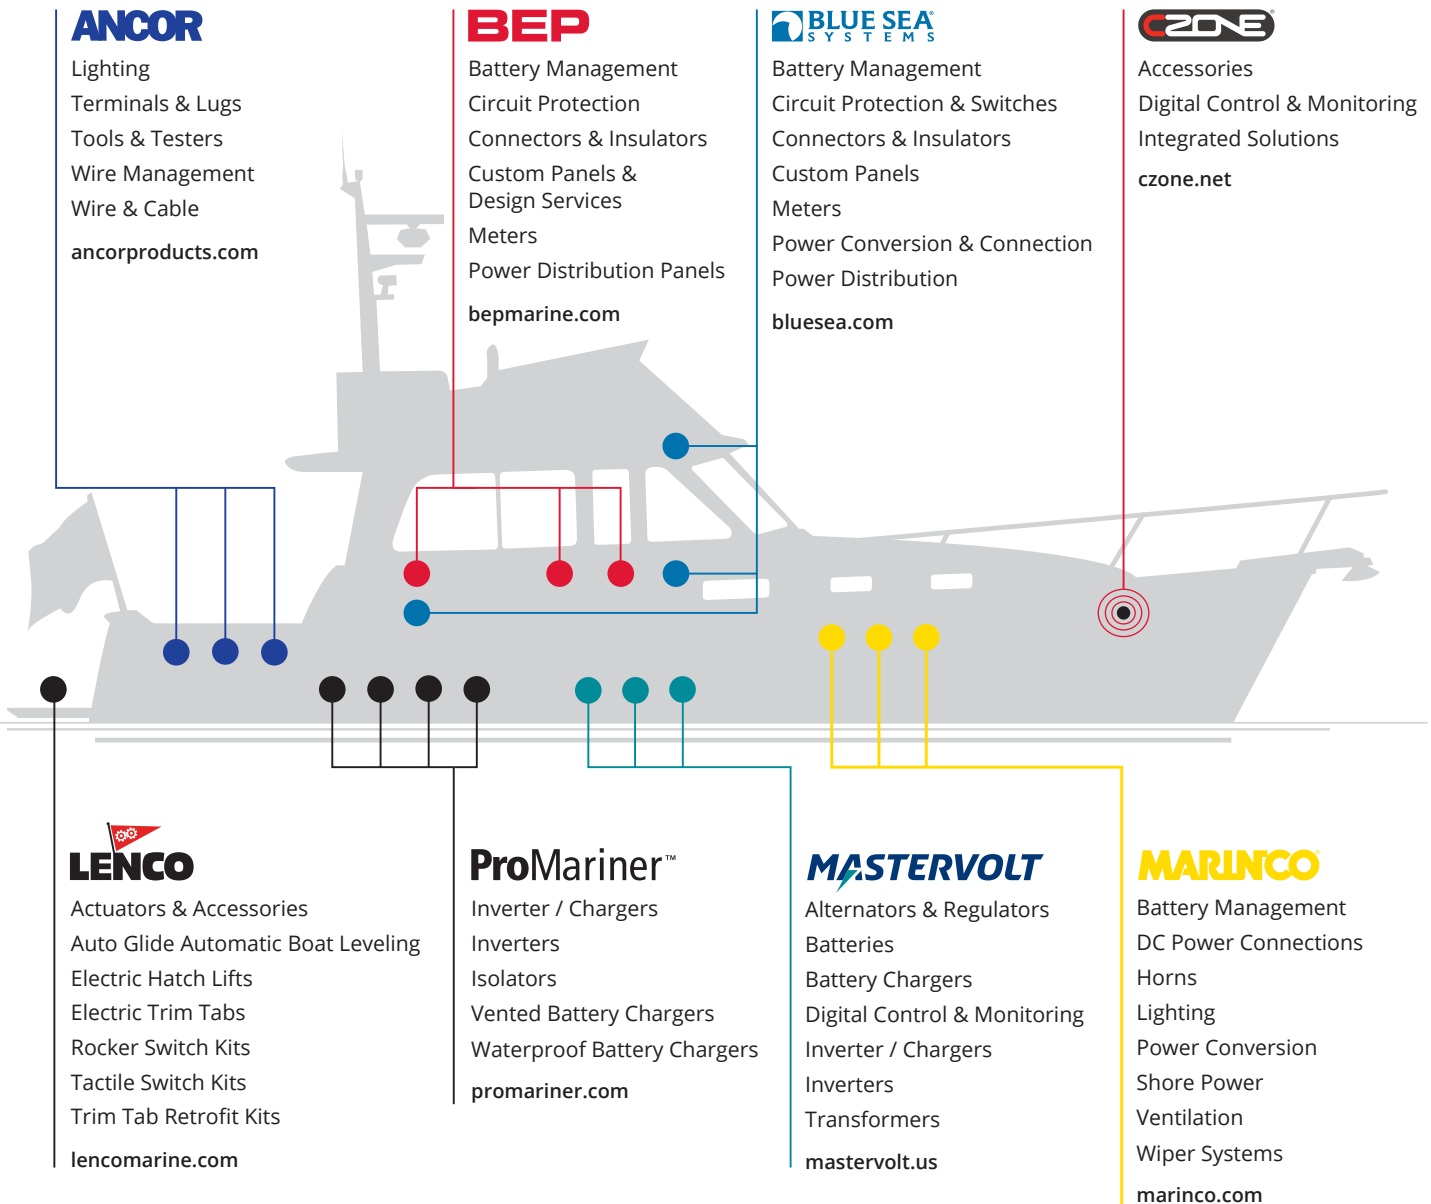 ANCOR
Lighting
Terminals & Lugs
Tools & Testers
Wire Management
Wire & Cable
ancorproducts.com
BEP
Battery Management
Circuit Protection
Connectors & Insulators
Custom Panels &
Design Services
Meters
Power Distribution Panels
bepmarine.com
BLUE SEA®
SYSTEMS
Battery Management
Circuit Protection & Switches
Connectors & Insulators
Custom Panels
Meters
Power Conversion & Connection
Power Distribution
bluesea.com
CZONE®
Accessories
Digital Control & Monitoring
Integrated Solutions
czone.net
LENCO
Actuators & Accessories
Auto Glide Automatic Boat Leveling
Electric Hatch Lifts
Electric Trim Tabs
Rocker Switch Kits
Tactile Switch Kits
Trim Tab Retrofit Kits
lencomarine.com
ProMariner™
Inverter / Chargers
Inverters
Isolators
Vented Battery Chargers
Waterproof Battery Chargers
promariner.com
MASTERVOLT
Alternators & Regulators
Batteries
Battery Chargers
Digital Control & Monitoring
Inverter / Chargers
Inverters
Transformers
mastervolt.us
MARINCO®
Battery Management
DC Power Connections
Horns
Lighting
Power Conversion
Shore Power
Ventilation
Wiper Systems
marinco.com